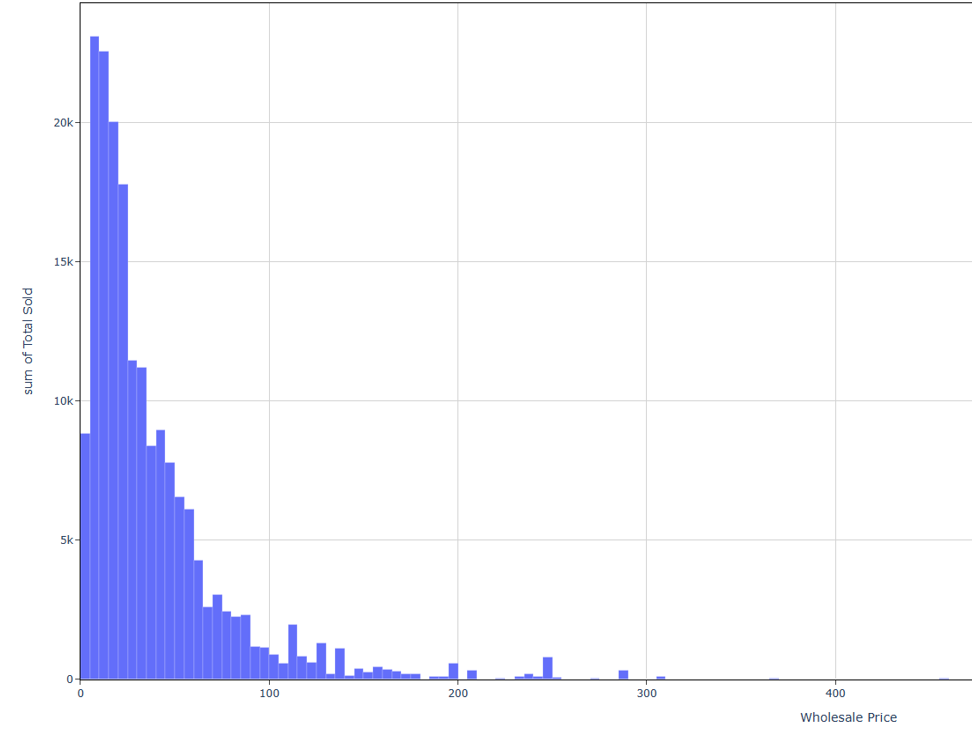 20k
15k
10k
5k
0
sum of Total Sold
0 100 200 300 400
Wholesale Price